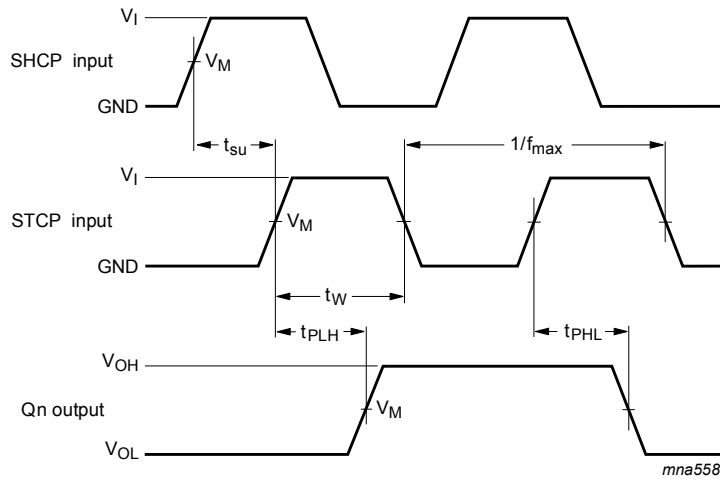 V_I
SHCP input
V_M
GND
t_su
1/f_max
V_I
STCP input
V_M
GND
t_W
t_PLH
t_PHL
V_OH
Qn output
V_M
V_OL
mna558